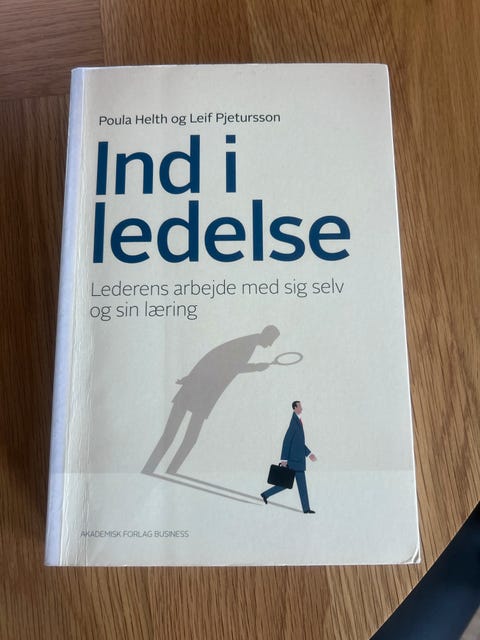 Poula Helth og Leif Pjetursson
Ind i
ledelse
Lederens arbejde med sig selv
og sin læring
AKADEMISK FORLAG BUSINESS